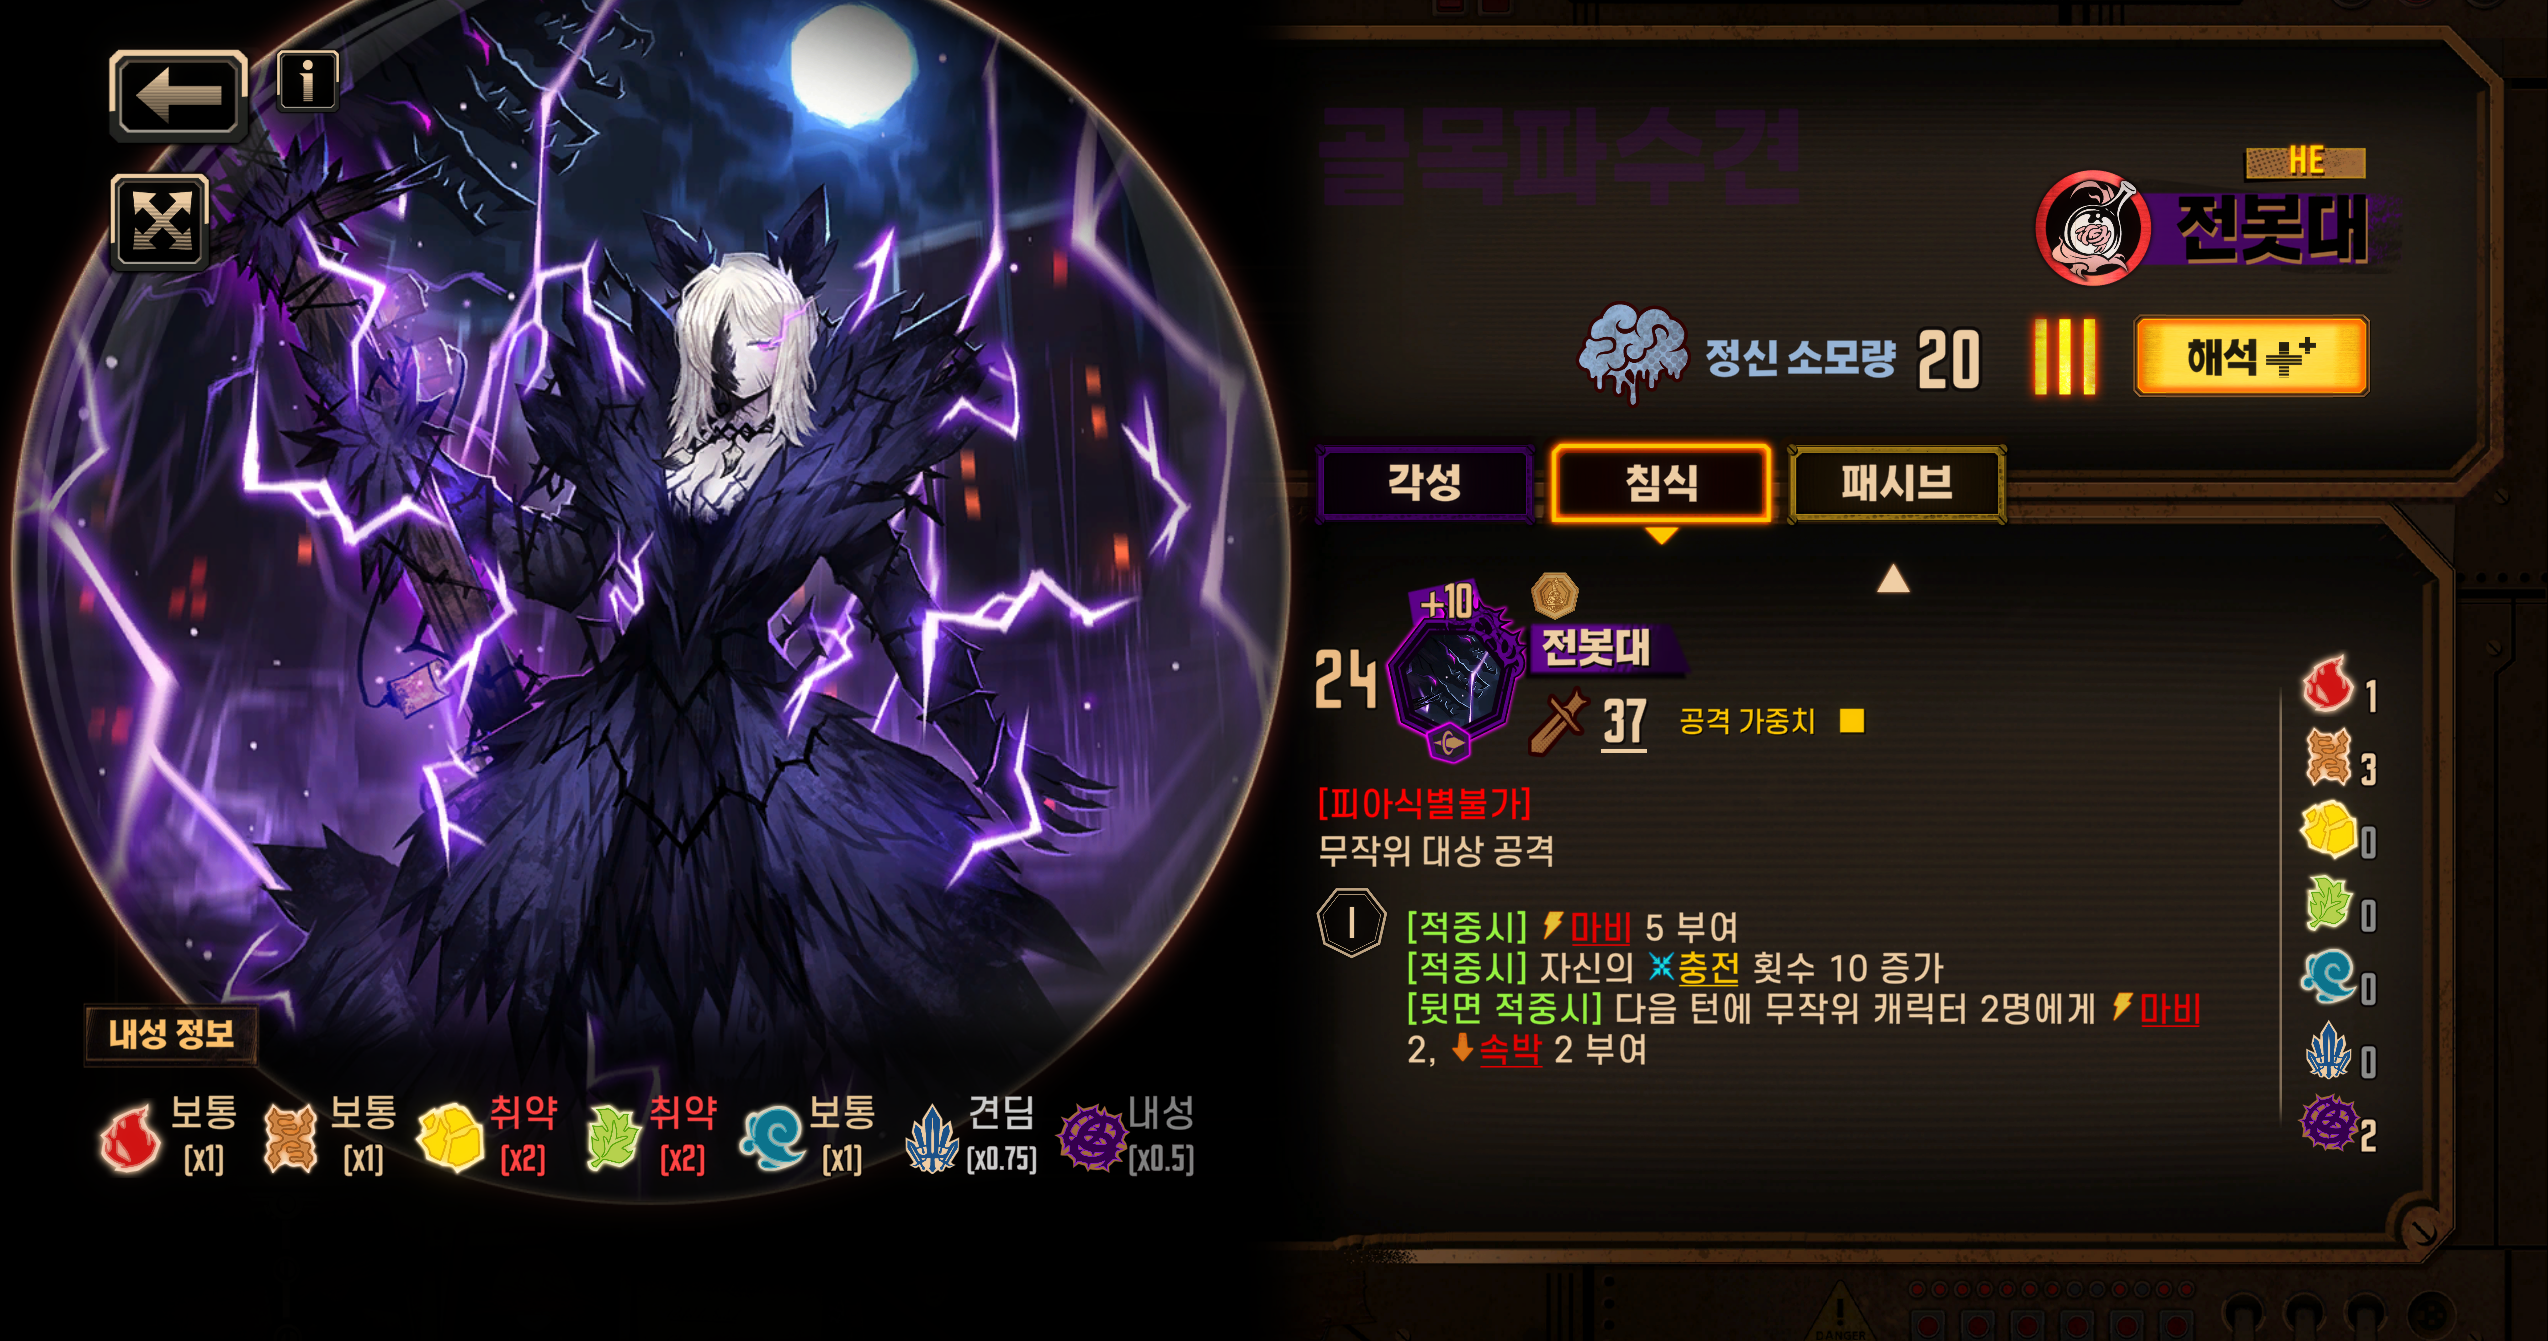 골목파수견
HE
전봇대
정신 소모량 20
III
해석
각성
침식
패시브
+10
24
전봇대
37
공격 가중치
[피아식별불가]
무작위 대상 공격
I
[적중시] 마비 5 부여
[적중시] 자신의 충전 횟수 10 증가
[뒷면 적중시] 다음 턴에 무작위 캐릭터 2명에게 마비
2, 속박 2 부여
1
3
0
0
0
0
2
내성 정보
보통 (x1)
보통 (x1)
취약 (x2)
취약 (x2)
보통 (x1)
견딤 (x0.75)
내성 (x0.5)
DANGER